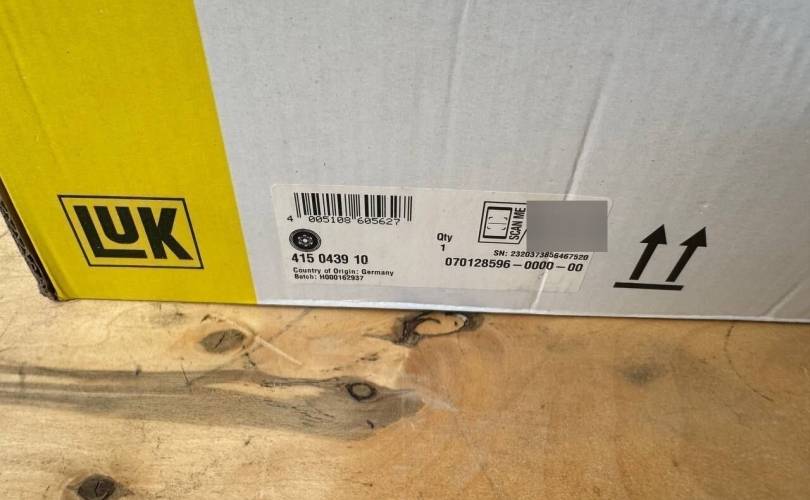 LUK
4 005108 605627
415 0439 10
Country of Origin: Germany
Batch: H000162937
Qty
1
SCAN ME
SN: 2320373856467520
070128596-0000-00